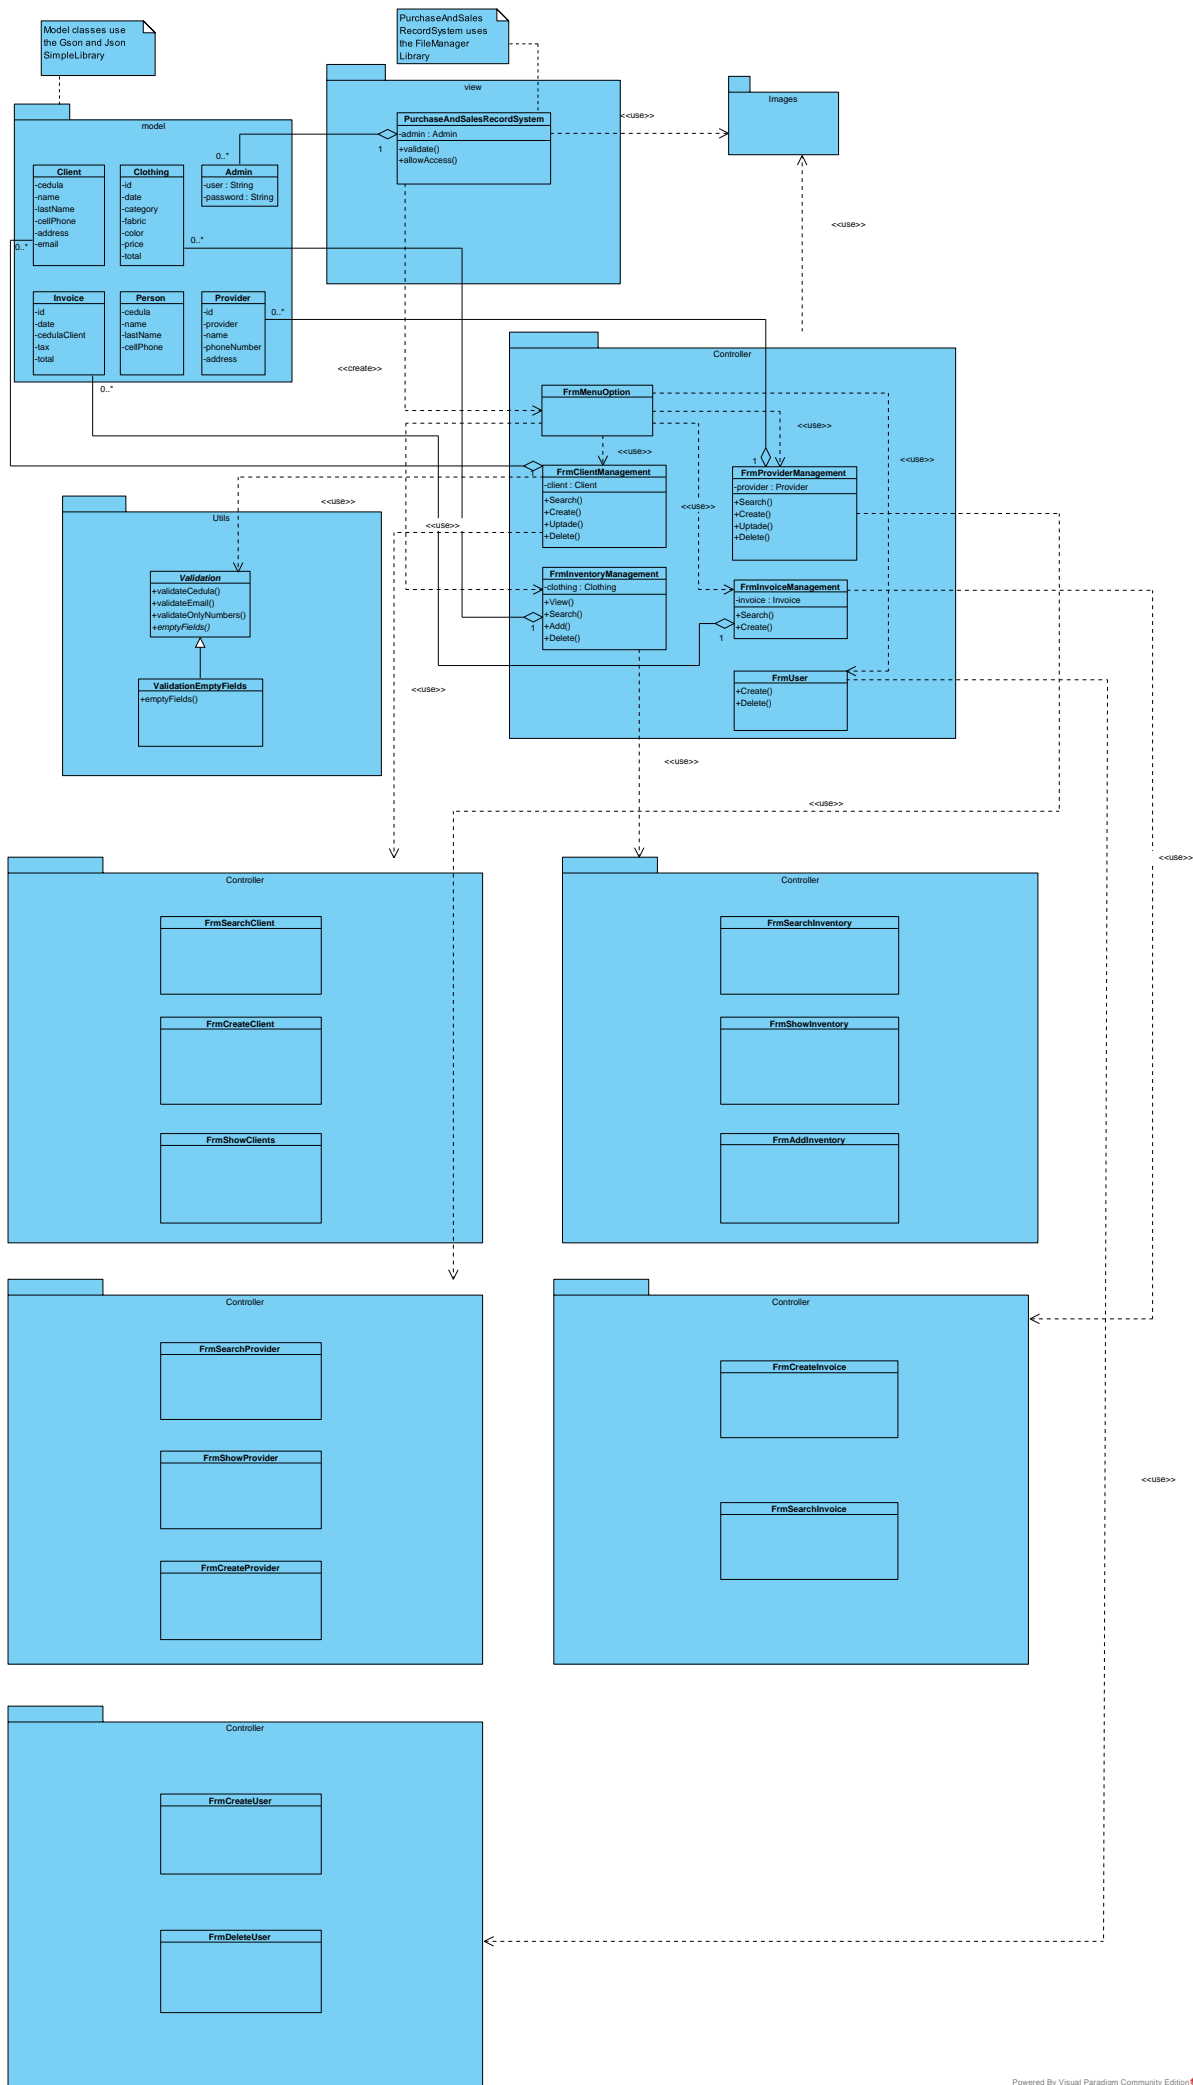 Model classes use
the Gson and Json
SimpleLibrary
PurchaseAndSales
RecordSystem uses
the FileManager
Library
view
Images
model
PurchaseAndSalesRecordSystem
-admin : Admin
+validate()
+allowAccess()
<<use>>
1
0..*
Client
-cedula
-name
-lastName
-cellPhone
-address
-email
0..*
Clothing
-id
-date
-category
-fabric
-color
-price
-total
0..*
Admin
-user : String
-password : String
<<use>>
Invoice
-id
-date
-cedulaClient
-tax
-total
0..*
Person
-cedula
-name
-lastName
-cellPhone
Provider
-id
-provider
-name
-phoneNumber
-address
0..*
<<create>>
Controller
FrmMenuOption
<<use>>
<<use>>
<<use>>
1
FrmClientManagement
-client : Client
+Search()
+Create()
+Uptade()
+Delete()
1
FrmProviderManagement
-provider : Provider
+Search()
+Create()
+Uptade()
+Delete()
<<use>>
<<use>>
<<use>>
Utils
Validation
+validateCedula()
+validateEmail()
+validateOnlyNumbers()
+emptyFields()
ValidationEmptyFields
+emptyFields()
FrmInventoryManagement
-clothing : Clothing
+View()
+Search()
+Add()
+Delete()
1
FrmInvoiceManagement
-invoice : Invoice
+Search()
+Create()
1
FrmUser
+Create()
+Delete()
<<use>>
<<use>>
<<use>>
<<use>>
Controller
FrmSearchClient
FrmCreateClient
FrmShowClients
Controller
FrmSearchInventory
FrmShowInventory
FrmAddInventory
Controller
FrmSearchProvider
FrmShowProvider
FrmCreateProvider
Controller
FrmCreateInvoice
FrmSearchInvoice
<<use>>
Controller
FrmCreateUser
FrmDeleteUser
Powered By Visual Paradigm Community Edition